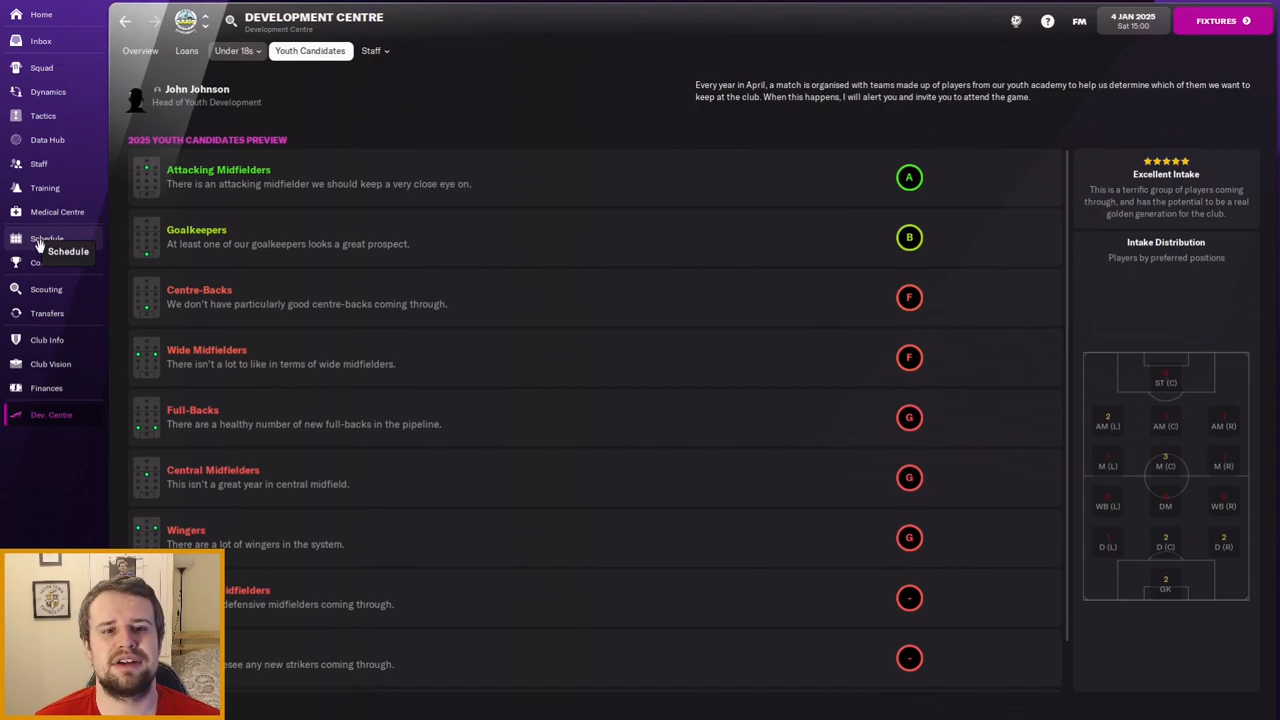 Home
Inbox
Squad
Dynamics
Tactics
Data Hub
Staff
Training
Medical Centre
Schedule
Schedule
Scouting
Transfers
Club Info
Club Vision
Finances
Dev. Centre
DEVELOPMENT CENTRE
Development Centre
?
FM
4 JAN 2025
Sat 15:00
FIXTURES
Overview
Loans
Under 18s
Youth Candidates
Staff
John Johnson
Head of Youth Development
Every year in April, a match is organised with teams made up of players from our youth academy to help us determine which of them we want to
keep at the club. When this happens, I will alert you and invite you to attend the game.
2025 YOUTH CANDIDATES PREVIEW
Attacking Midfielders
There is an attacking midfielder we should keep a very close eye on.
A
Goalkeepers
At least one of our goalkeepers looks a great prospect.
B
Centre-Backs
We don't have particularly good centre-backs coming through.
F
Wide Midfielders
There isn't a lot to like in terms of wide midfielders.
F
Full-Backs
There are a healthy number of new full-backs in the pipeline.
G
Central Midfielders
This isn't a great year in central midfield.
G
Wingers
There are a lot of wingers in the system.
G
defensive midfielders coming through.
-
any new strikers coming through.
-
Excellent Intake
This is a terrific group of players coming
through, and has the potential to be a real
golden generation for the club.
Intake Distribution
Players by preferred positions
ST (C)
2
AM (L)
AM (C)
AM (R)
M (L)
3
M (C)
M (R)
WB (L)
DM
WB (R)
D (L)
2
D (C)
2
D (R)
2
GK